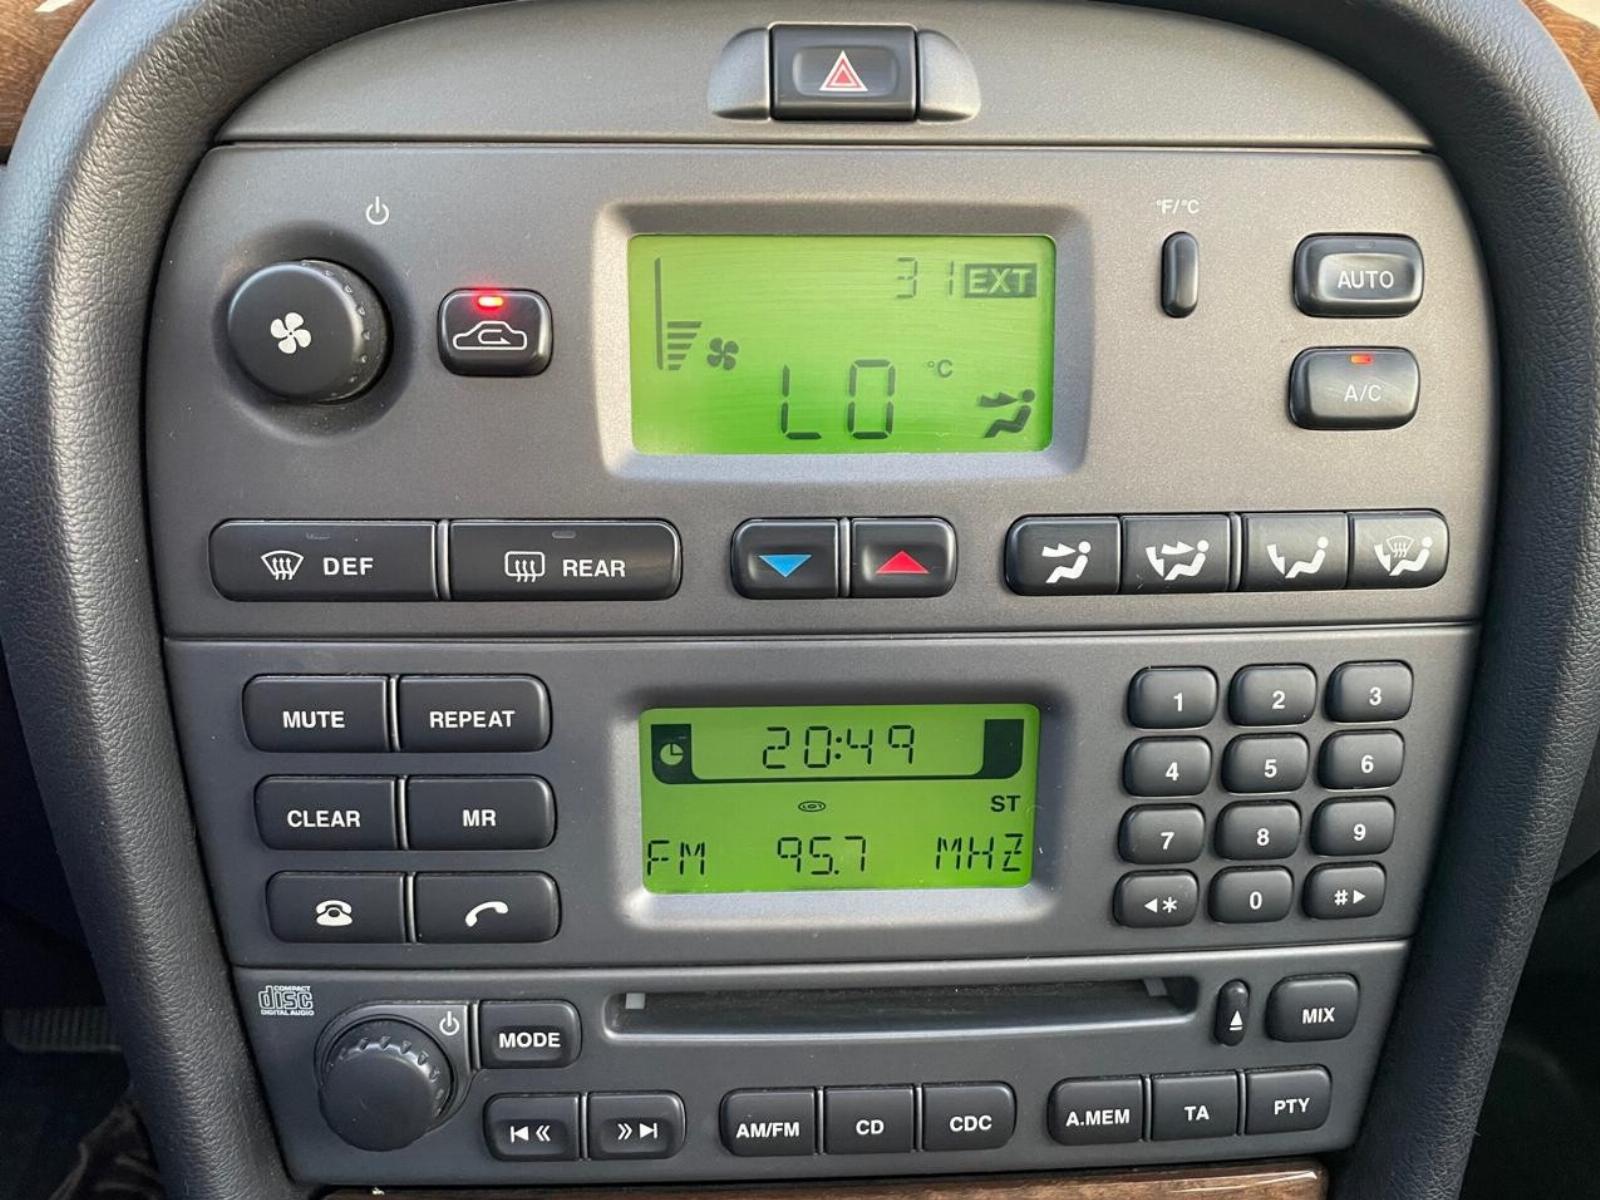 °F/°C
31 EXT
AUTO
LO °C
A/C
DEF
REAR
MUTE
REPEAT
20:49
1
2
3
CLEAR
MR
ST
4
5
6
FM 95.7 MHZ
7
8
9
*
0
#
COMPACT
disc
DIGITAL AUDIO
MODE
MIX
AM/FM
CD
CDC
A.MEM
TA
PTY